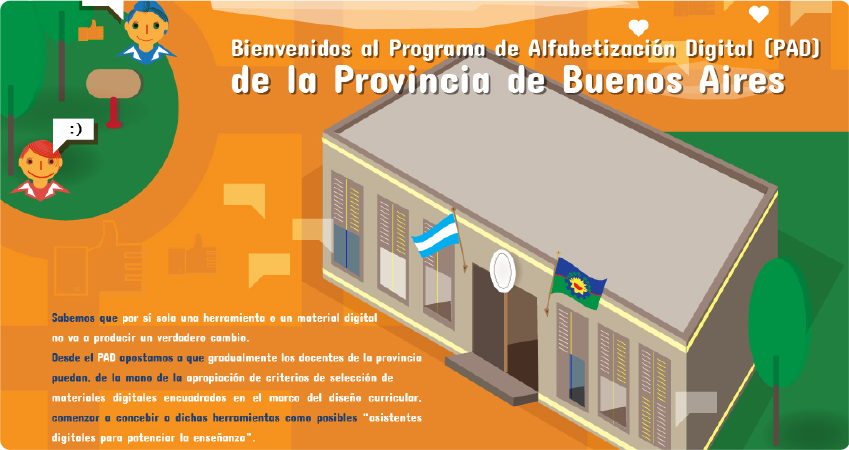 Bienvenidos al Programa de Alfabetización Digital (PAD)
de la Provincia de Buenos Aires
:)
Sabemos que por sí sola una herramienta o un material digital
no va a producir un verdadero cambio.
Desde el PAD apostamos a que gradualmente los docentes de la provincia
puedan, de la mano de la apropiación de criterios de selección de
materiales digitales encuadrados en el marco del diseño curricular,
comenzar a concebir a dichas herramientas como posibles "asistentes
digitales para potenciar la enseñanza".